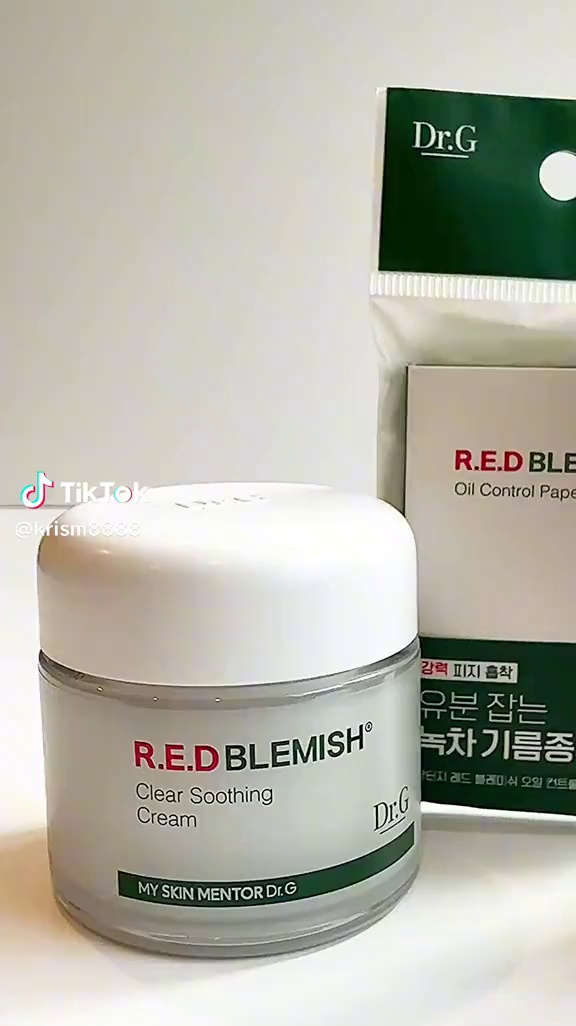 Dr.G
R.E.D BLE
Oil Control Pape
TikTok
@krism8888
강력 피지 흡착
유분 잡는
녹차기름종
R.E.D BLEMISH®
Clear Soothing
Cream
Dr.G
MY SKIN MENTOR Dr.G